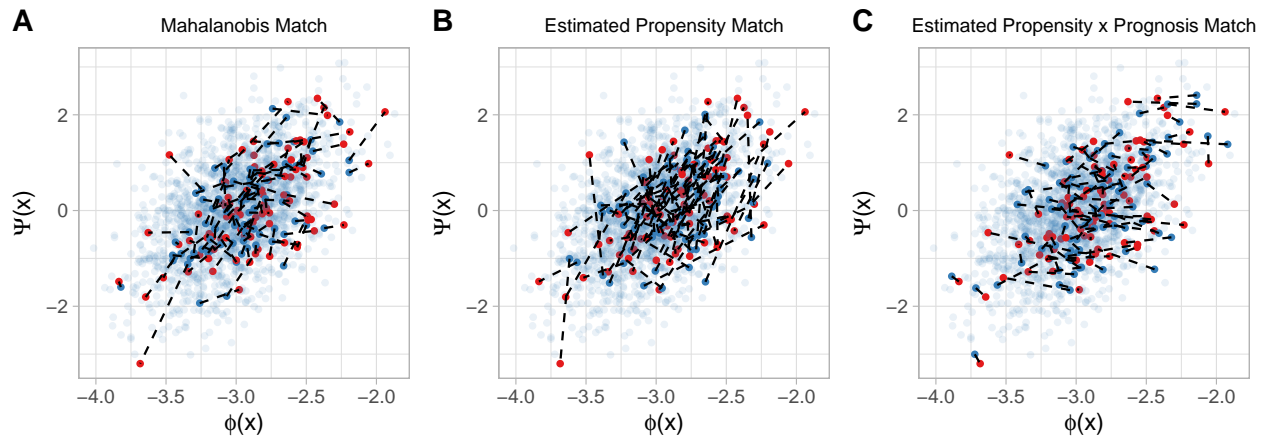 A Mahalanobis Match
Ψ(x)
2
0
−2
−4.0 −3.5 −3.0 −2.5 −2.0
ϕ(x)
B Estimated Propensity Match
Ψ(x)
2
0
−2
−4.0 −3.5 −3.0 −2.5 −2.0
ϕ(x)
C Estimated Propensity x Prognosis Match
Ψ(x)
2
0
−2
−4.0 −3.5 −3.0 −2.5 −2.0
ϕ(x)